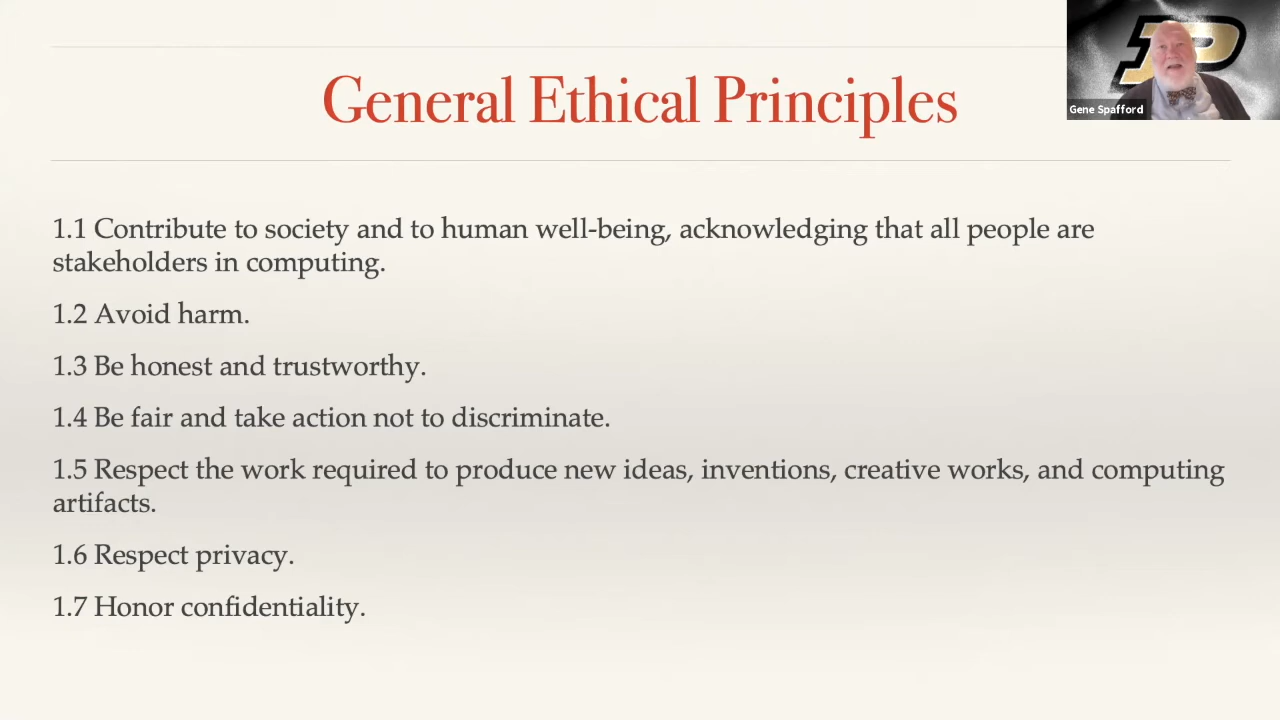 General Ethical Principles
Gene Spafford
1.1 Contribute to society and to human well-being, acknowledging that all people are
stakeholders in computing.
1.2 Avoid harm.
1.3 Be honest and trustworthy.
1.4 Be fair and take action not to discriminate.
1.5 Respect the work required to produce new ideas, inventions, creative works, and computing
artifacts.
1.6 Respect privacy.
1.7 Honor confidentiality.